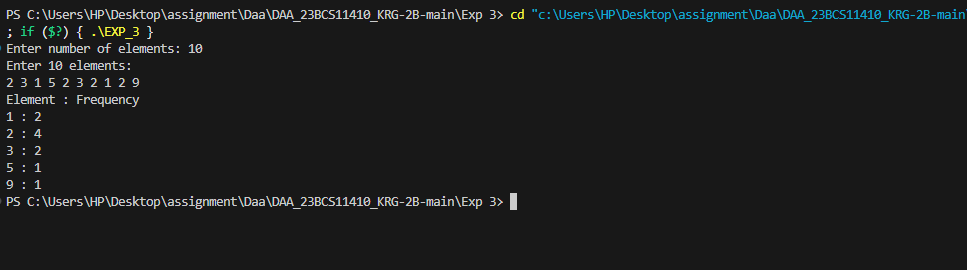 PS C:\Users\HP\Desktop\assignment\Daa\DAA_23BCS11410_KRG-2B-main\Exp 3> cd "c:\Users\HP\Desktop\assignment\Daa\DAA_23BCS11410_KRG-2B-main\
; if ($?) { .\EXP_3 }
Enter number of elements: 10
Enter 10 elements:
2 3 1 5 2 3 2 1 2 9
Element : Frequency
1 : 2
2 : 4
3 : 2
5 : 1
9 : 1
PS C:\Users\HP\Desktop\assignment\Daa\DAA_23BCS11410_KRG-2B-main\Exp 3>